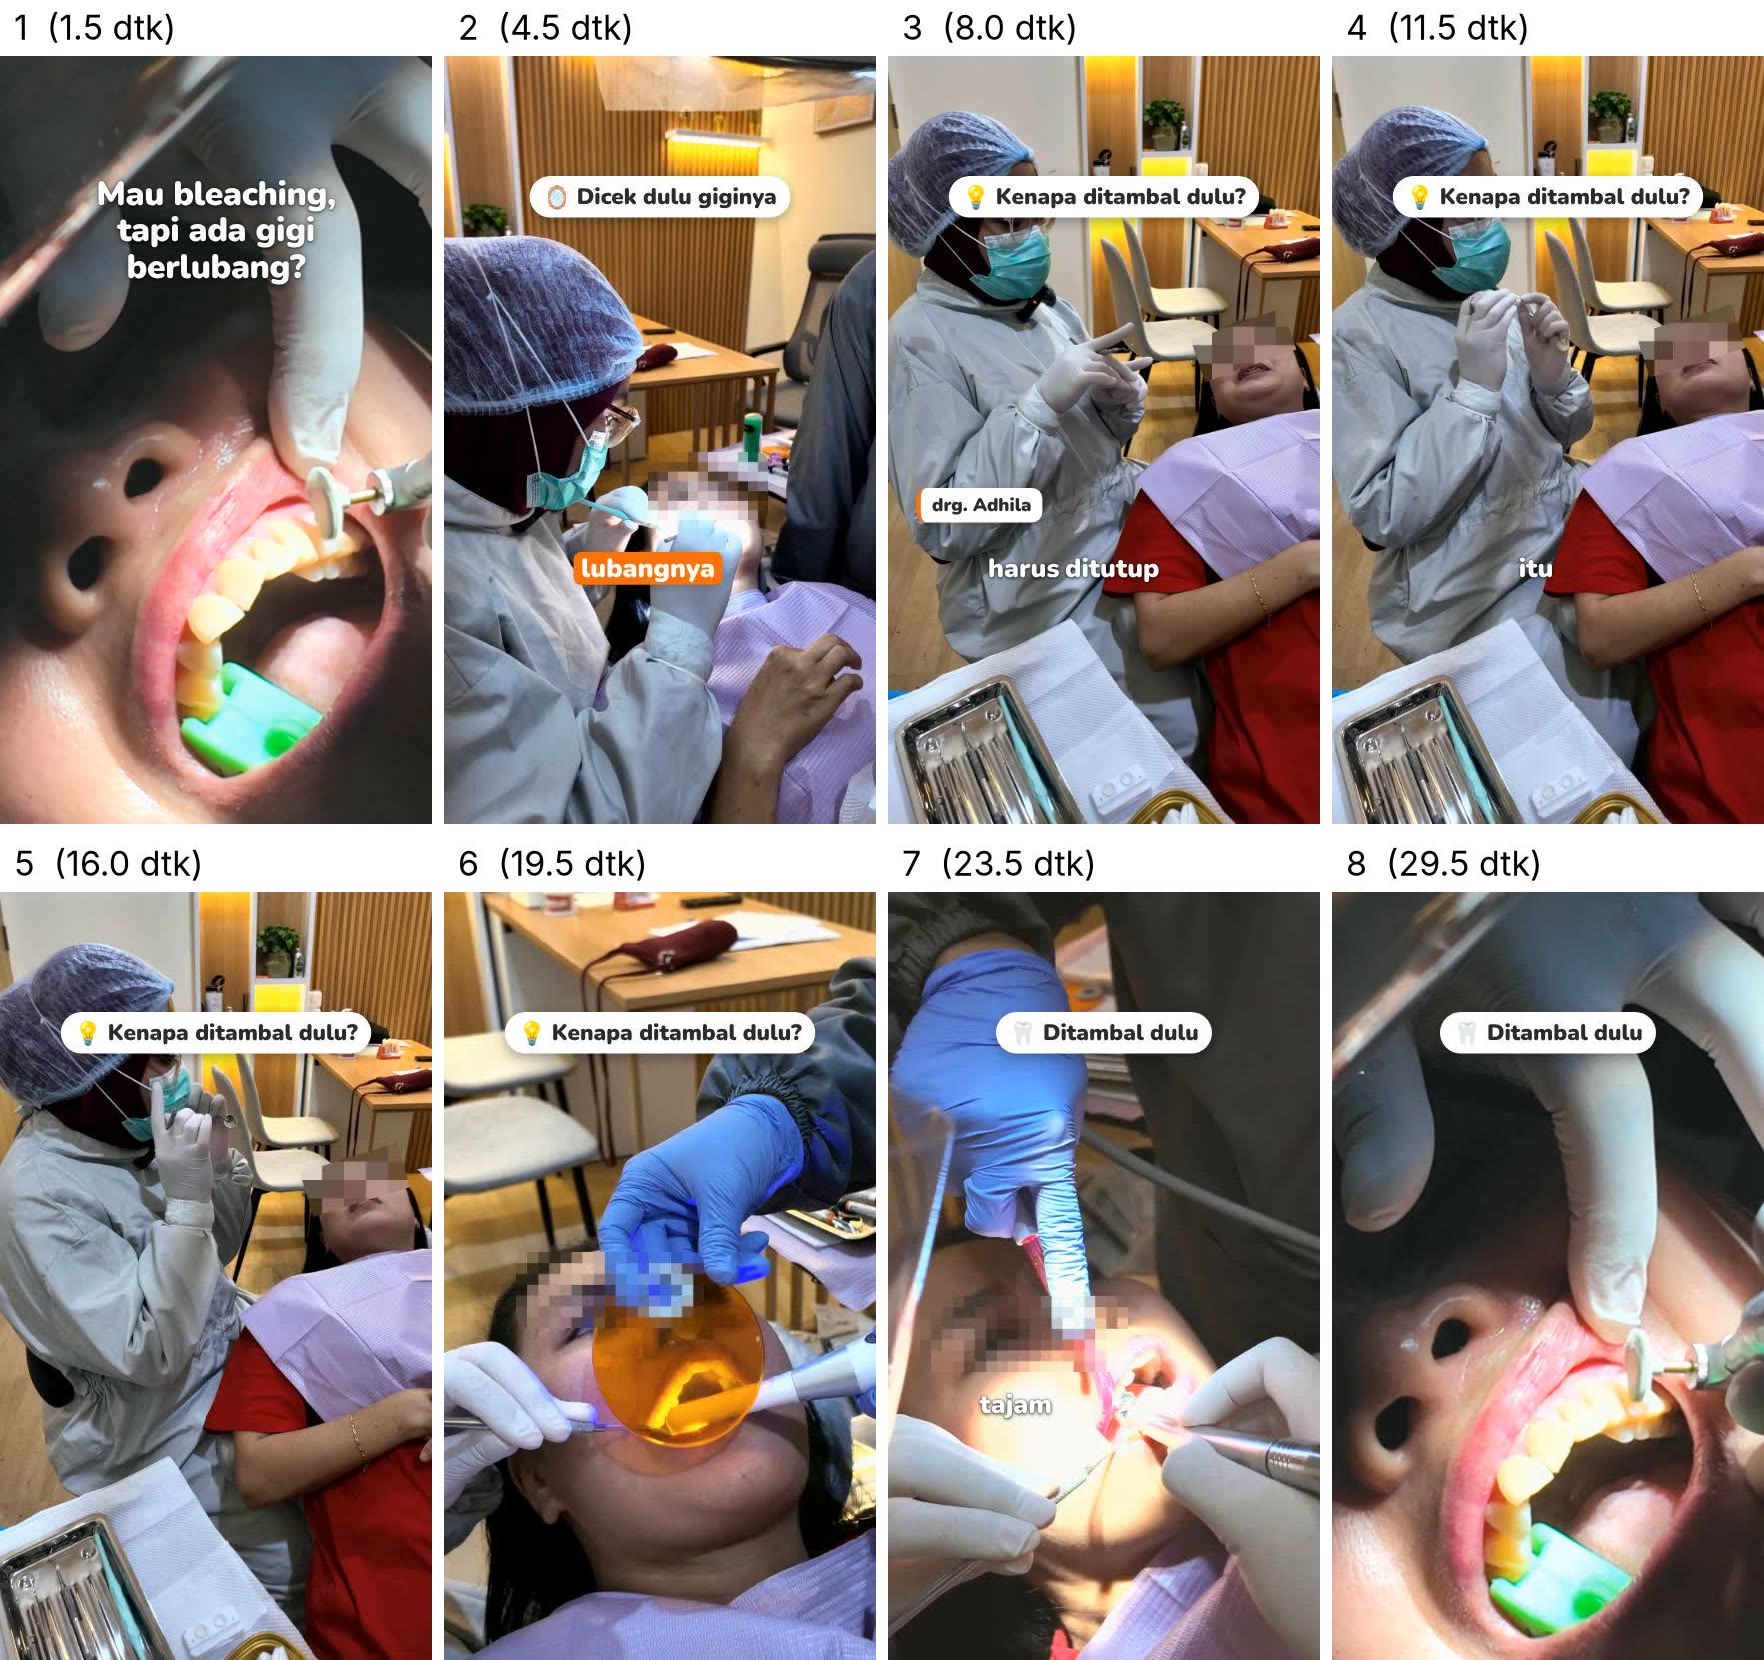 1 (1.5 dtk)
2 (4.5 dtk)
3 (8.0 dtk)
4 (11.5 dtk)
Mau bleaching,
tapi ada gigi
berlubang?
🪞 Dicek dulu giginya
lubangnya
💡 Kenapa ditambal dulu?
drg. Adhila
harus ditutup
💡 Kenapa ditambal dulu?
itu
5 (16.0 dtk)
6 (19.5 dtk)
7 (23.5 dtk)
8 (29.5 dtk)
💡 Kenapa ditambal dulu?
💡 Kenapa ditambal dulu?
🦷 Ditambal dulu
tajam
🦷 Ditambal dulu